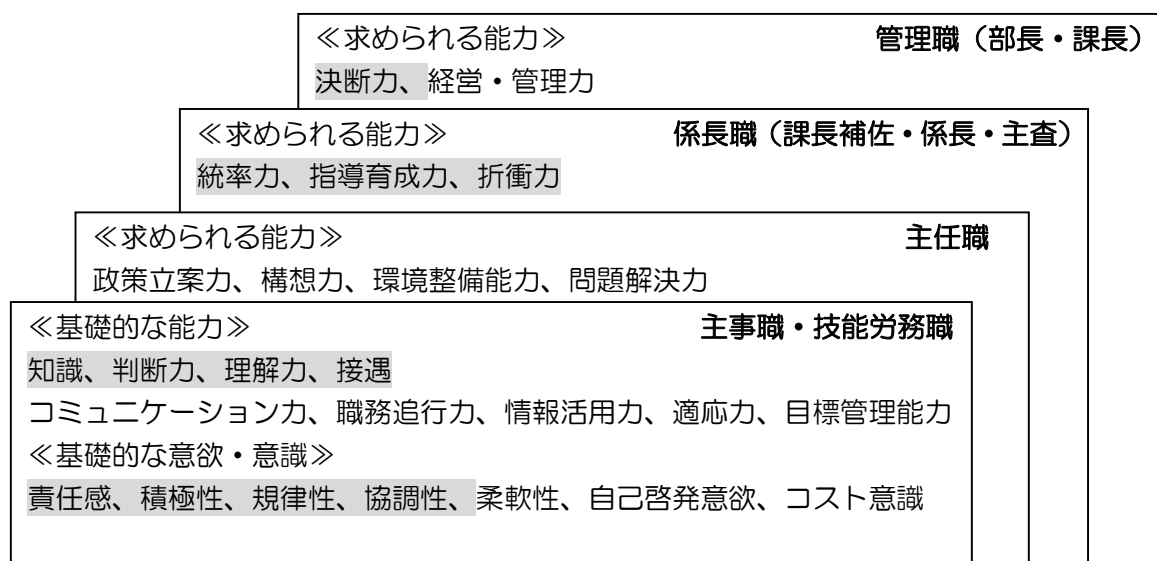 ≪求められる能力≫ 管理職（部長・課長）
決断力、経営・管理力
≪求められる能力≫ 係長職（課長補佐・係長・主査）
統率力、指導育成力、折衝力
≪求められる能力≫ 主任職
政策立案力、構想力、環境整備能力、問題解決力
≪基礎的な能力≫ 主事職・技能労務職
知識、判断力、理解力、接遇
コミュニケーション力、職務追行力、情報活用力、適応力、目標管理能力
≪基礎的な意欲・意識≫
責任感、積極性、規律性、協調性、柔軟性、自己啓発意欲、コスト意識